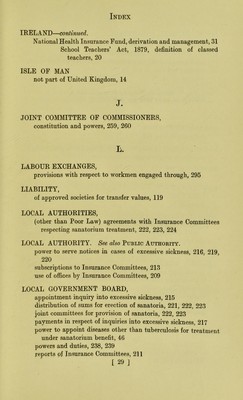 INDEX
IRELAND—continued.
National Health Insurance Fund, derivation and management, 31
School Teachers' Act, 1879, definition of classed
teachers, 20
ISLE OF MAN
not part of United Kingdom, 14
J.
JOINT COMMITTEE OF COMMISSIONERS,
constitution and powers, 259, 260
L.
LABOUR EXCHANGES,
provisions with respect to workmen engaged through, 295
LIABILITY,
of approved societies for transfer values, 119
LOCAL AUTHORITIES,
(other than Poor Law) agreements with Insurance Committees
respecting sanatorium treatment, 222, 223, 224
LOCAL AUTHORITY. See also PUBLIC AUTHORITY.
power to serve notices in cases of excessive sickness, 216, 219,
220
subscriptions to Insurance Committees, 213
use of offices by Insurance Committees, 209
LOCAL GOVERNMENT BOARD,
appointment inquiry into excessive sickness, 215
distribution of sums for erection of sanatoria, 221, 222, 223
joint committees for provision of sanatoria, 222, 223
payments in respect of inquiries into excessive sickness, 217
power to appoint diseases other than tuberculosis for treatment
under sanatorium benefit, 46
powers and duties, 238, 239
reports of Insurance Committees, 211
[ 29 ]